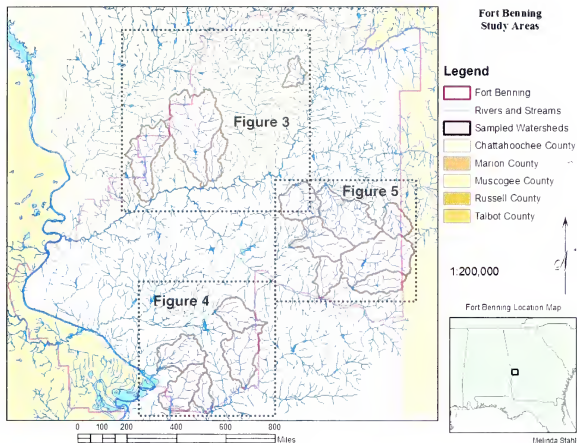 Fort Benning
Study Areas
Legend
Fort Benning
Rivers and Streams
Sampled Watersheds
Chattahoochee County
Marion County
Muscogee County
Russell County
Talbot County
1:200,000
Fort Benning Location Map
Melinda Stahl
Figure 3
Figure 5
Figure 4
0 100 200 400 600 800
Miles